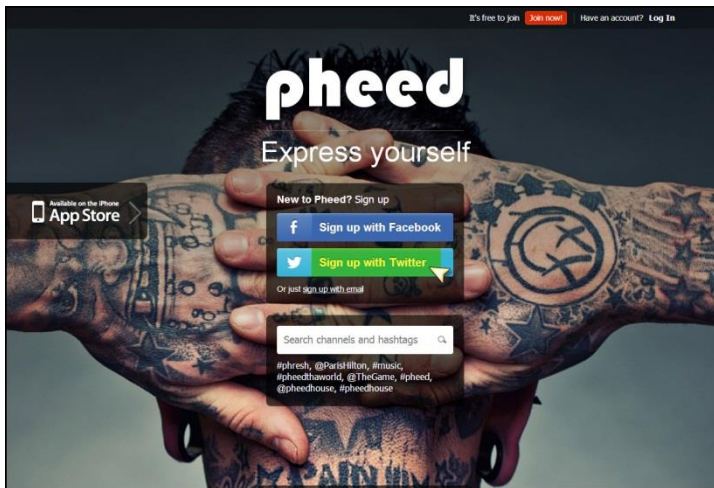 It's free to join Join now! Have an account? Log In
pheed
Express yourself
Available on the iPhone
App Store
New to Pheed? Sign up
f Sign up with Facebook
Sign up with Twitter
Or just sign up with email
Search channels and hashtags
#phresh, @ParisHilton, #music,
#pheedthaworld, @TheGame, #pheed,
@pheedhouse, #pheedhouse